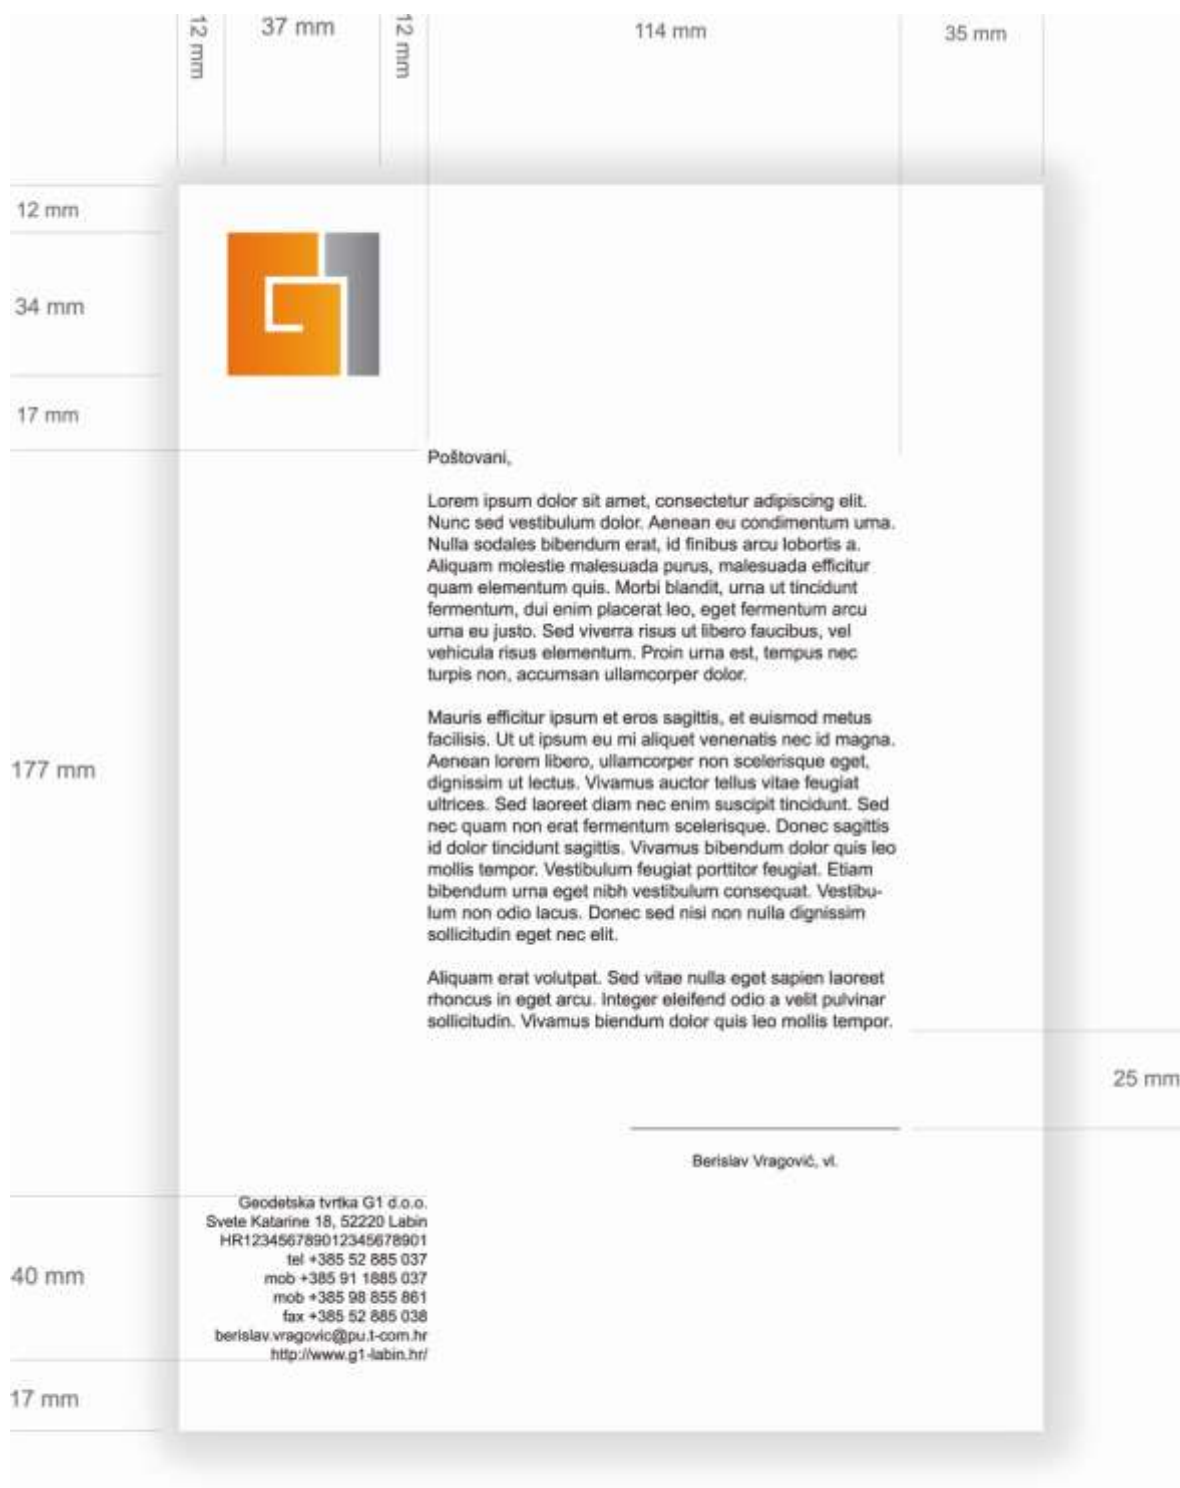 12 mm
37 mm
12 mm
114 mm
35 mm
12 mm
34 mm
17 mm
Poštovani,
Lorem ipsum dolor sit amet, consectetur adipiscing elit.
Nunc sed vestibulum dolor. Aenean eu condimentum urna.
Nulla sodales bibendum erat, id finibus arcu lobortis a.
Aliquam molestie malesuada purus, malesuada efficitur
quam elementum quis. Morbi blandit, urna ut tincidunt
fermentum, dui enim placerat leo, eget fermentum arcu
urna eu justo. Sed viverra risus ut libero faucibus, vel
vehicula risus elementum. Proin urna est, tempus nec
turpis non, accumsan ullamcorper dolor.
Mauris efficitur ipsum et eros sagittis, et euismod metus
facilisis. Ut ut ipsum eu mi aliquet venenatis nec id magna.
Aenean lorem libero, ullamcorper non scelerisque eget,
dignissim ut lectus. Vivamus auctor tellus vitae feugiat
ultrices. Sed laoreet diam nec enim suscipit tincidunt. Sed
nec quam non erat fermentum scelerisque. Donec sagittis
id dolor tincidunt sagittis. Vivamus bibendum dolor quis leo
mollis tempor. Vestibulum feugiat porttitor feugiat. Etiam
bibendum urna eget nibh vestibulum consequat. Vestibu-
lum non odio lacus. Donec sed nisi non nulla dignissim
sollicitudin eget nec elit.
177 mm
Aliquam erat volutpat. Sed vitae nulla eget sapien laoreet
rhoncus in eget arcu. Integer eleifend odio a velit pulvinar
sollicitudin. Vivamus biendum dolor quis leo mollis tempor.
25 mm
Berislav Vragović, vl.
Geodetska tvrtka G1 d.o.o.
Svete Katarine 18, 52220 Labin
HR123456789012345678901
tel +385 52 885 037
mob +385 91 1885 037
mob +385 98 855 861
fax +385 52 885 038
berislav.vragovic@pu.t-com.hr
http://www.g1-labin.hr/
40 mm
17 mm